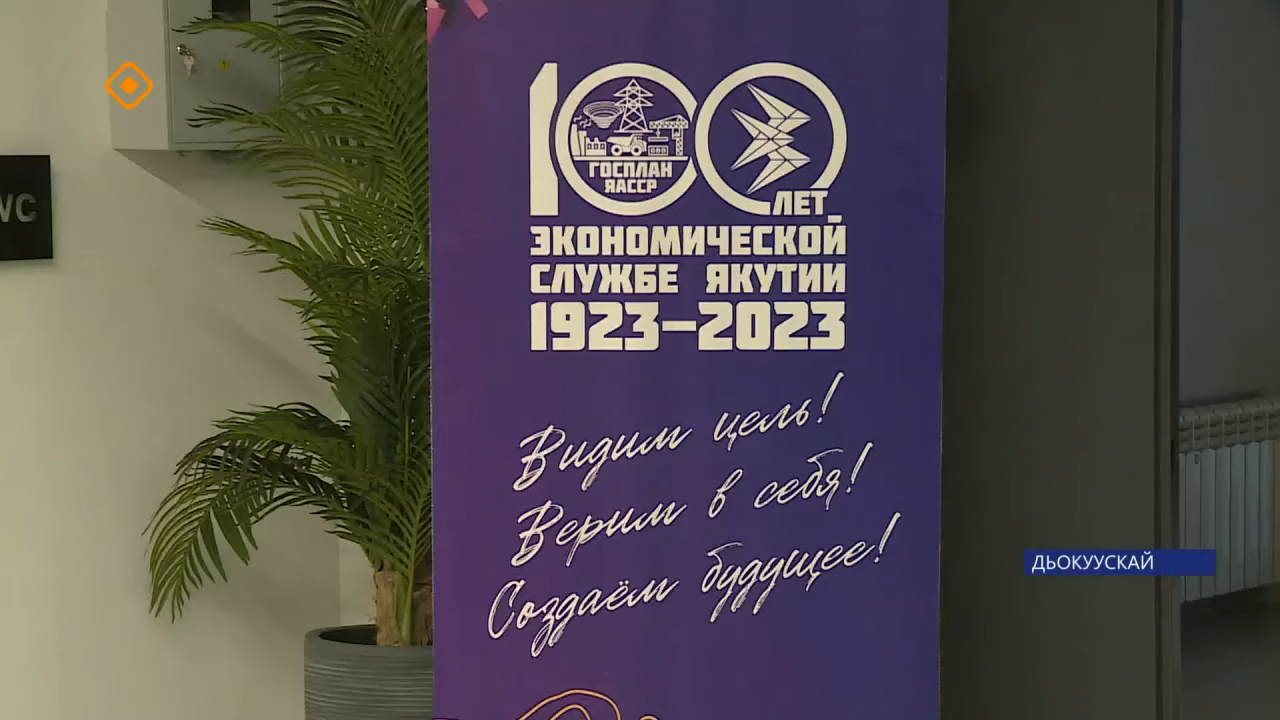 WC
100
ГОСПЛАН
ЯАССР
ЛЕТ
ЭКОНОМИЧЕСКОЙ
СЛУЖБЕ ЯКУТИИ
1923–2023
Видим цель!
Верим в себя!
Создаём будущее!
ДЬОКУУСКАЙ